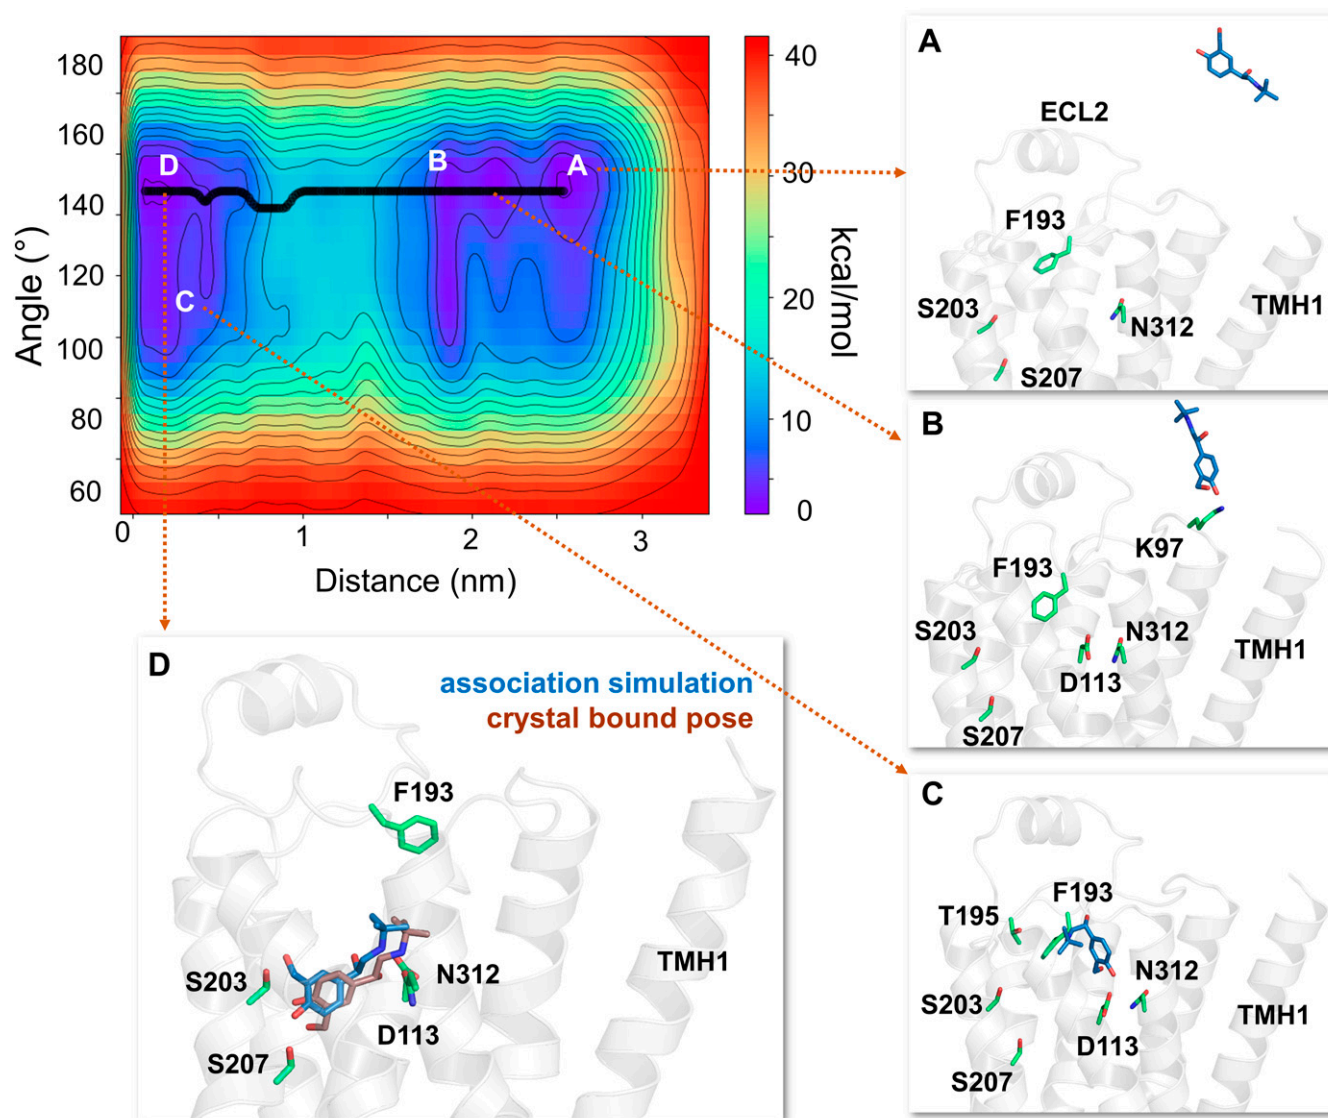 180
160
140
120
100
80
60
Angle (°)
0
1
2
3
Distance (nm)
D
B
A
C
40
30
20
10
0
kcal/mol
A
ECL2
F193
S203
N312
TMH1
S207
B
K97
F193
S203
N312
TMH1
D113
S207
C
F193
T195
N312
S203
TMH1
D113
S207
D
association simulation
crystal bound pose
F193
S203
N312
TMH1
D113
S207